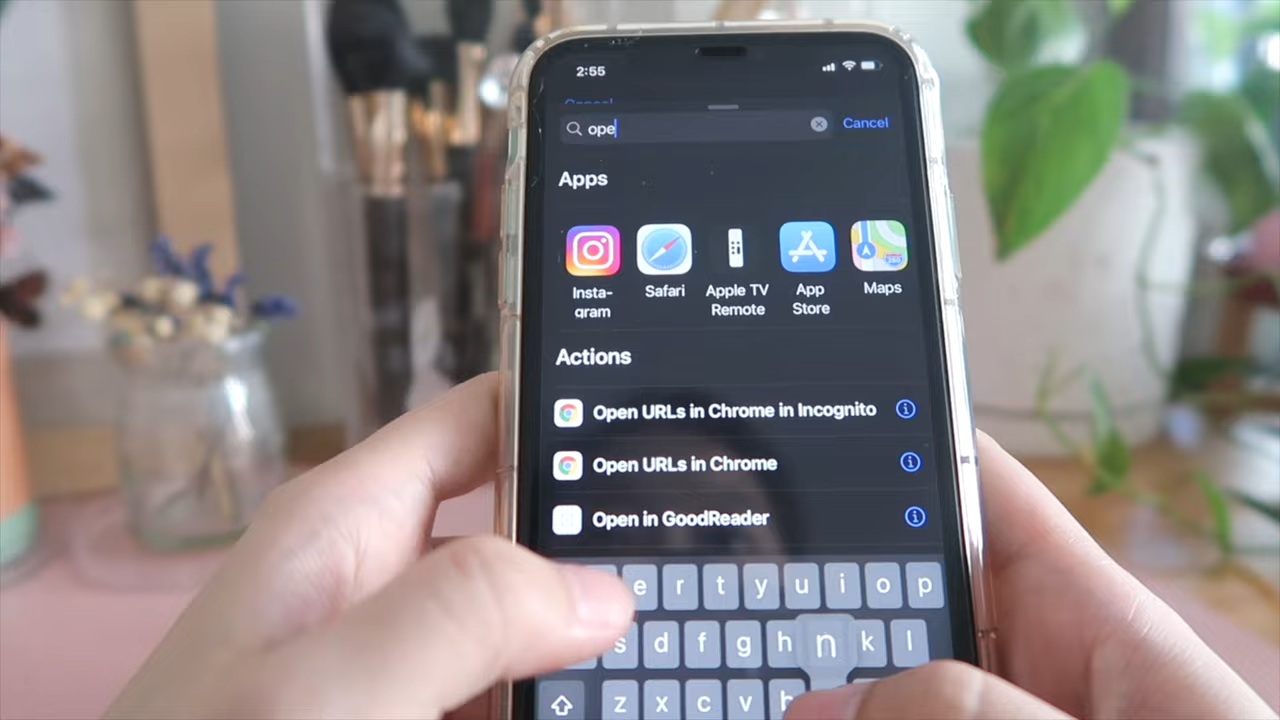 2:55
Cancel
ope
Cancel
Apps
Insta-
gram
Safari
Apple TV
Remote
App
Store
Maps
Actions
Open URLs in Chrome in Incognito
Open URLs in Chrome
Open in GoodReader
e r t y u i o p
s d f g h n k l
z x c v b